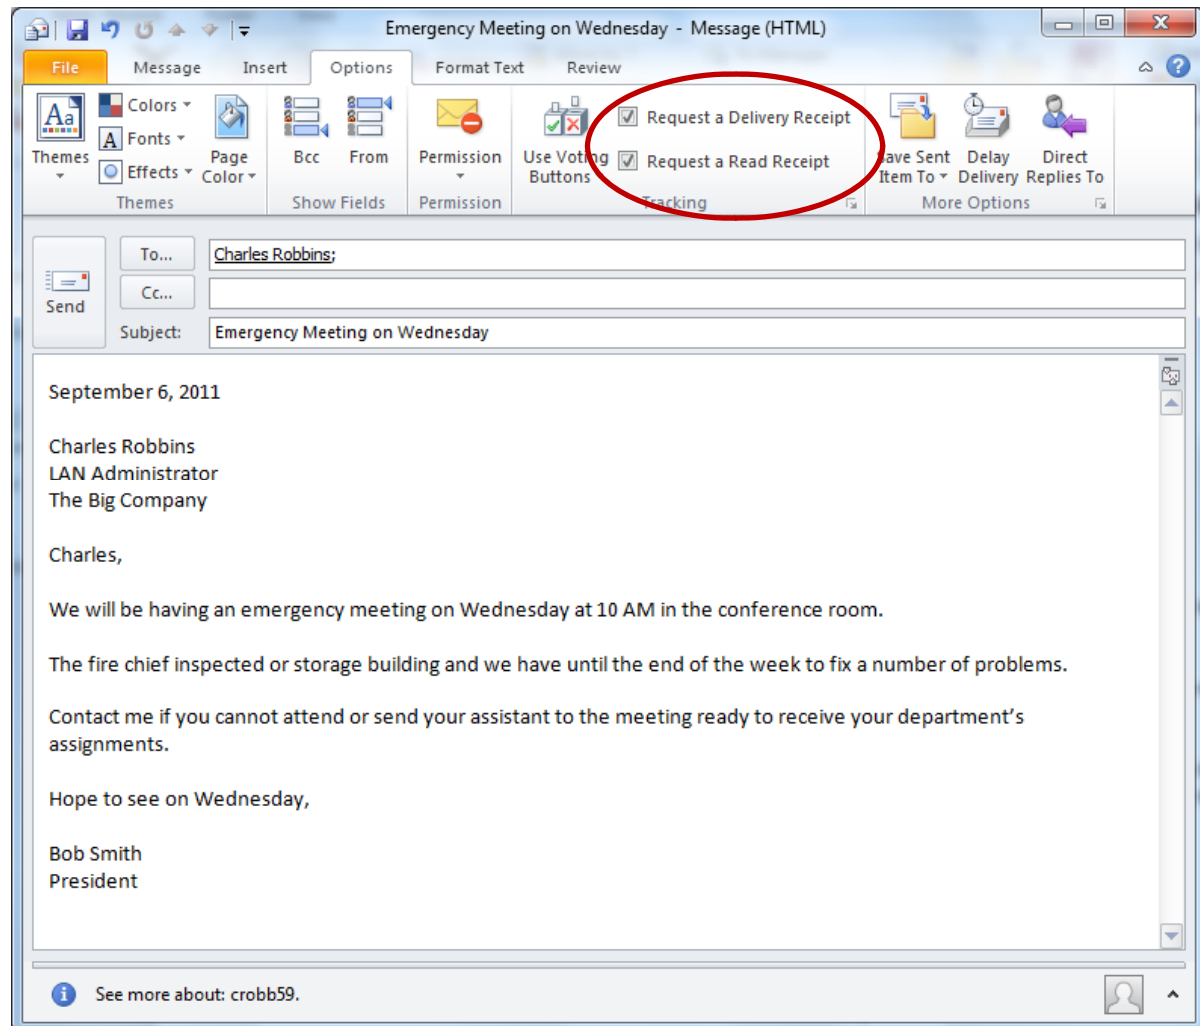 Emergency Meeting on Wednesday - Message (HTML)
File Message Insert Options Format Text Review
Aa Colors Request a Delivery Receipt
A Fonts
Themes Effects Page Color Bcc From Permission Use Voting Buttons Request a Read Receipt Save Sent Item To Delay Delivery Direct Replies To
Themes Show Fields Permission Tracking More Options
To... Charles Robbins;
Cc...
Send
Subject: Emergency Meeting on Wednesday
September 6, 2011
Charles Robbins
LAN Administrator
The Big Company
Charles,
We will be having an emergency meeting on Wednesday at 10 AM in the conference room.
The fire chief inspected or storage building and we have until the end of the week to fix a number of problems.
Contact me if you cannot attend or send your assistant to the meeting ready to receive your department's
assignments.
Hope to see on Wednesday,
Bob Smith
President
See more about: crobb59.